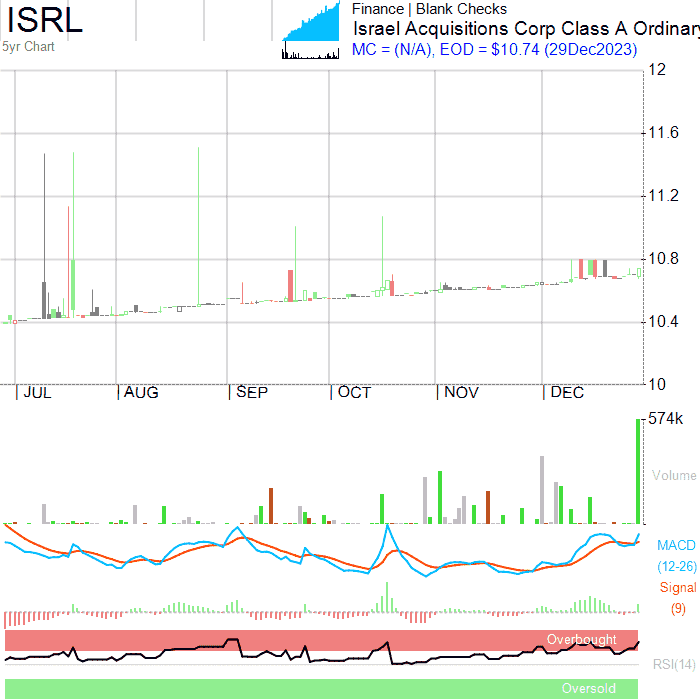 ISRL
5yr Chart
Finance | Blank Checks
Israel Acquisitions Corp Class A Ordinary
MC = (N/A), EOD = $10.74 (29Dec2023)
12
11.6
11.2
10.8
10.4
10
JUL AUG SEP OCT NOV DEC
574k
Volume
MACD
(12-26)
Signal
(9)
Overbought
RSI(14)
Oversold